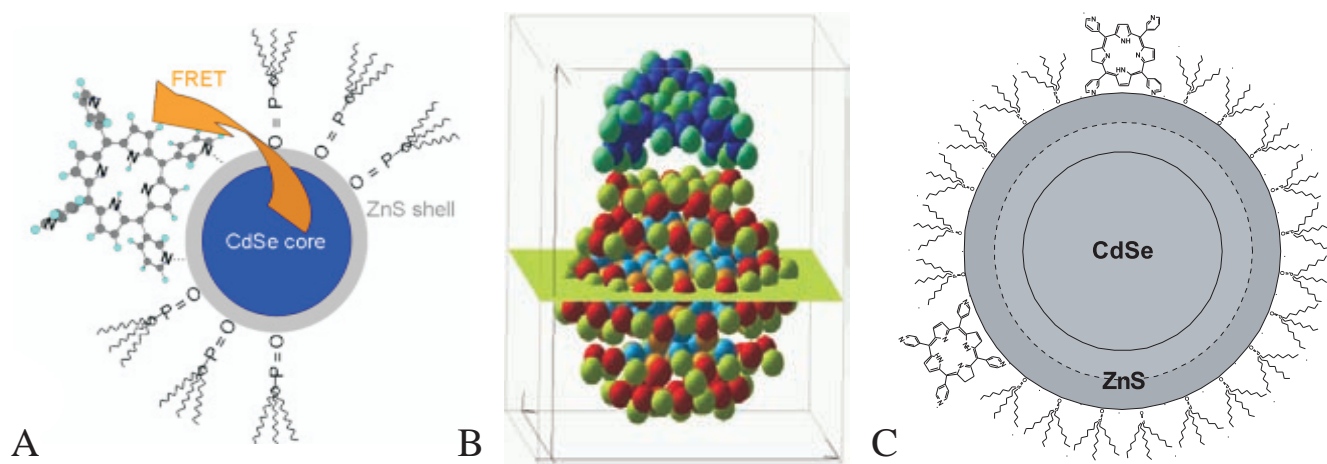 FRET
N
N
N
N
N
N
N
N
O = P
O = P
O = P
ZnS shell
CdSe core
P = O
P = O
P = O
A
B
N
N
NH
N
N
HN
N
N
CdSe
ZnS
C